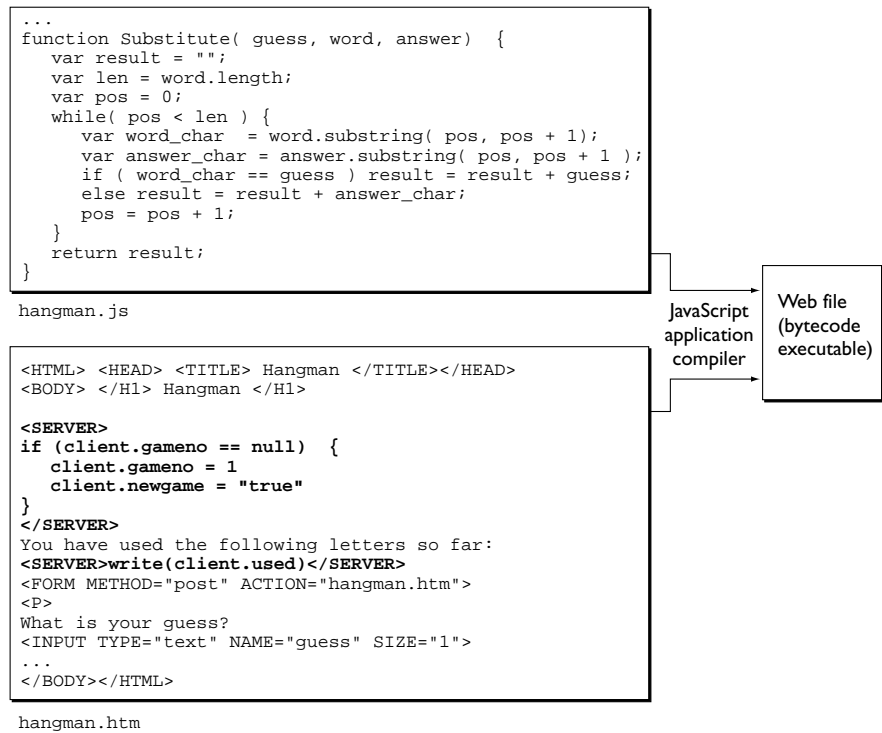 ...
function Substitute( guess, word, answer)  {
   var result = "";
   var len = word.length;
   var pos = 0;
   while( pos < len ) {
      var word_char  = word.substring( pos, pos + 1);
      var answer_char = answer.substring( pos, pos + 1 );
      if ( word_char == guess ) result = result + guess;
      else result = result + answer_char;
      pos = pos + 1;
   }
   return result;
}
hangman.js
<HTML> <HEAD> <TITLE> Hangman </TITLE></HEAD>
<BODY> </H1> Hangman </H1>
<SERVER>
if (client.gameno == null)  {
   client.gameno = 1
   client.newgame = "true"
}
</SERVER>
You have used the following letters so far:
<SERVER>write(client.used)</SERVER>
<FORM METHOD="post" ACTION="hangman.htm">
<P>
What is your guess?
<INPUT TYPE="text" NAME="guess" SIZE="1">
...
</BODY></HTML>
hangman.htm
JavaScript
application
compiler
Web file
(bytecode
executable)